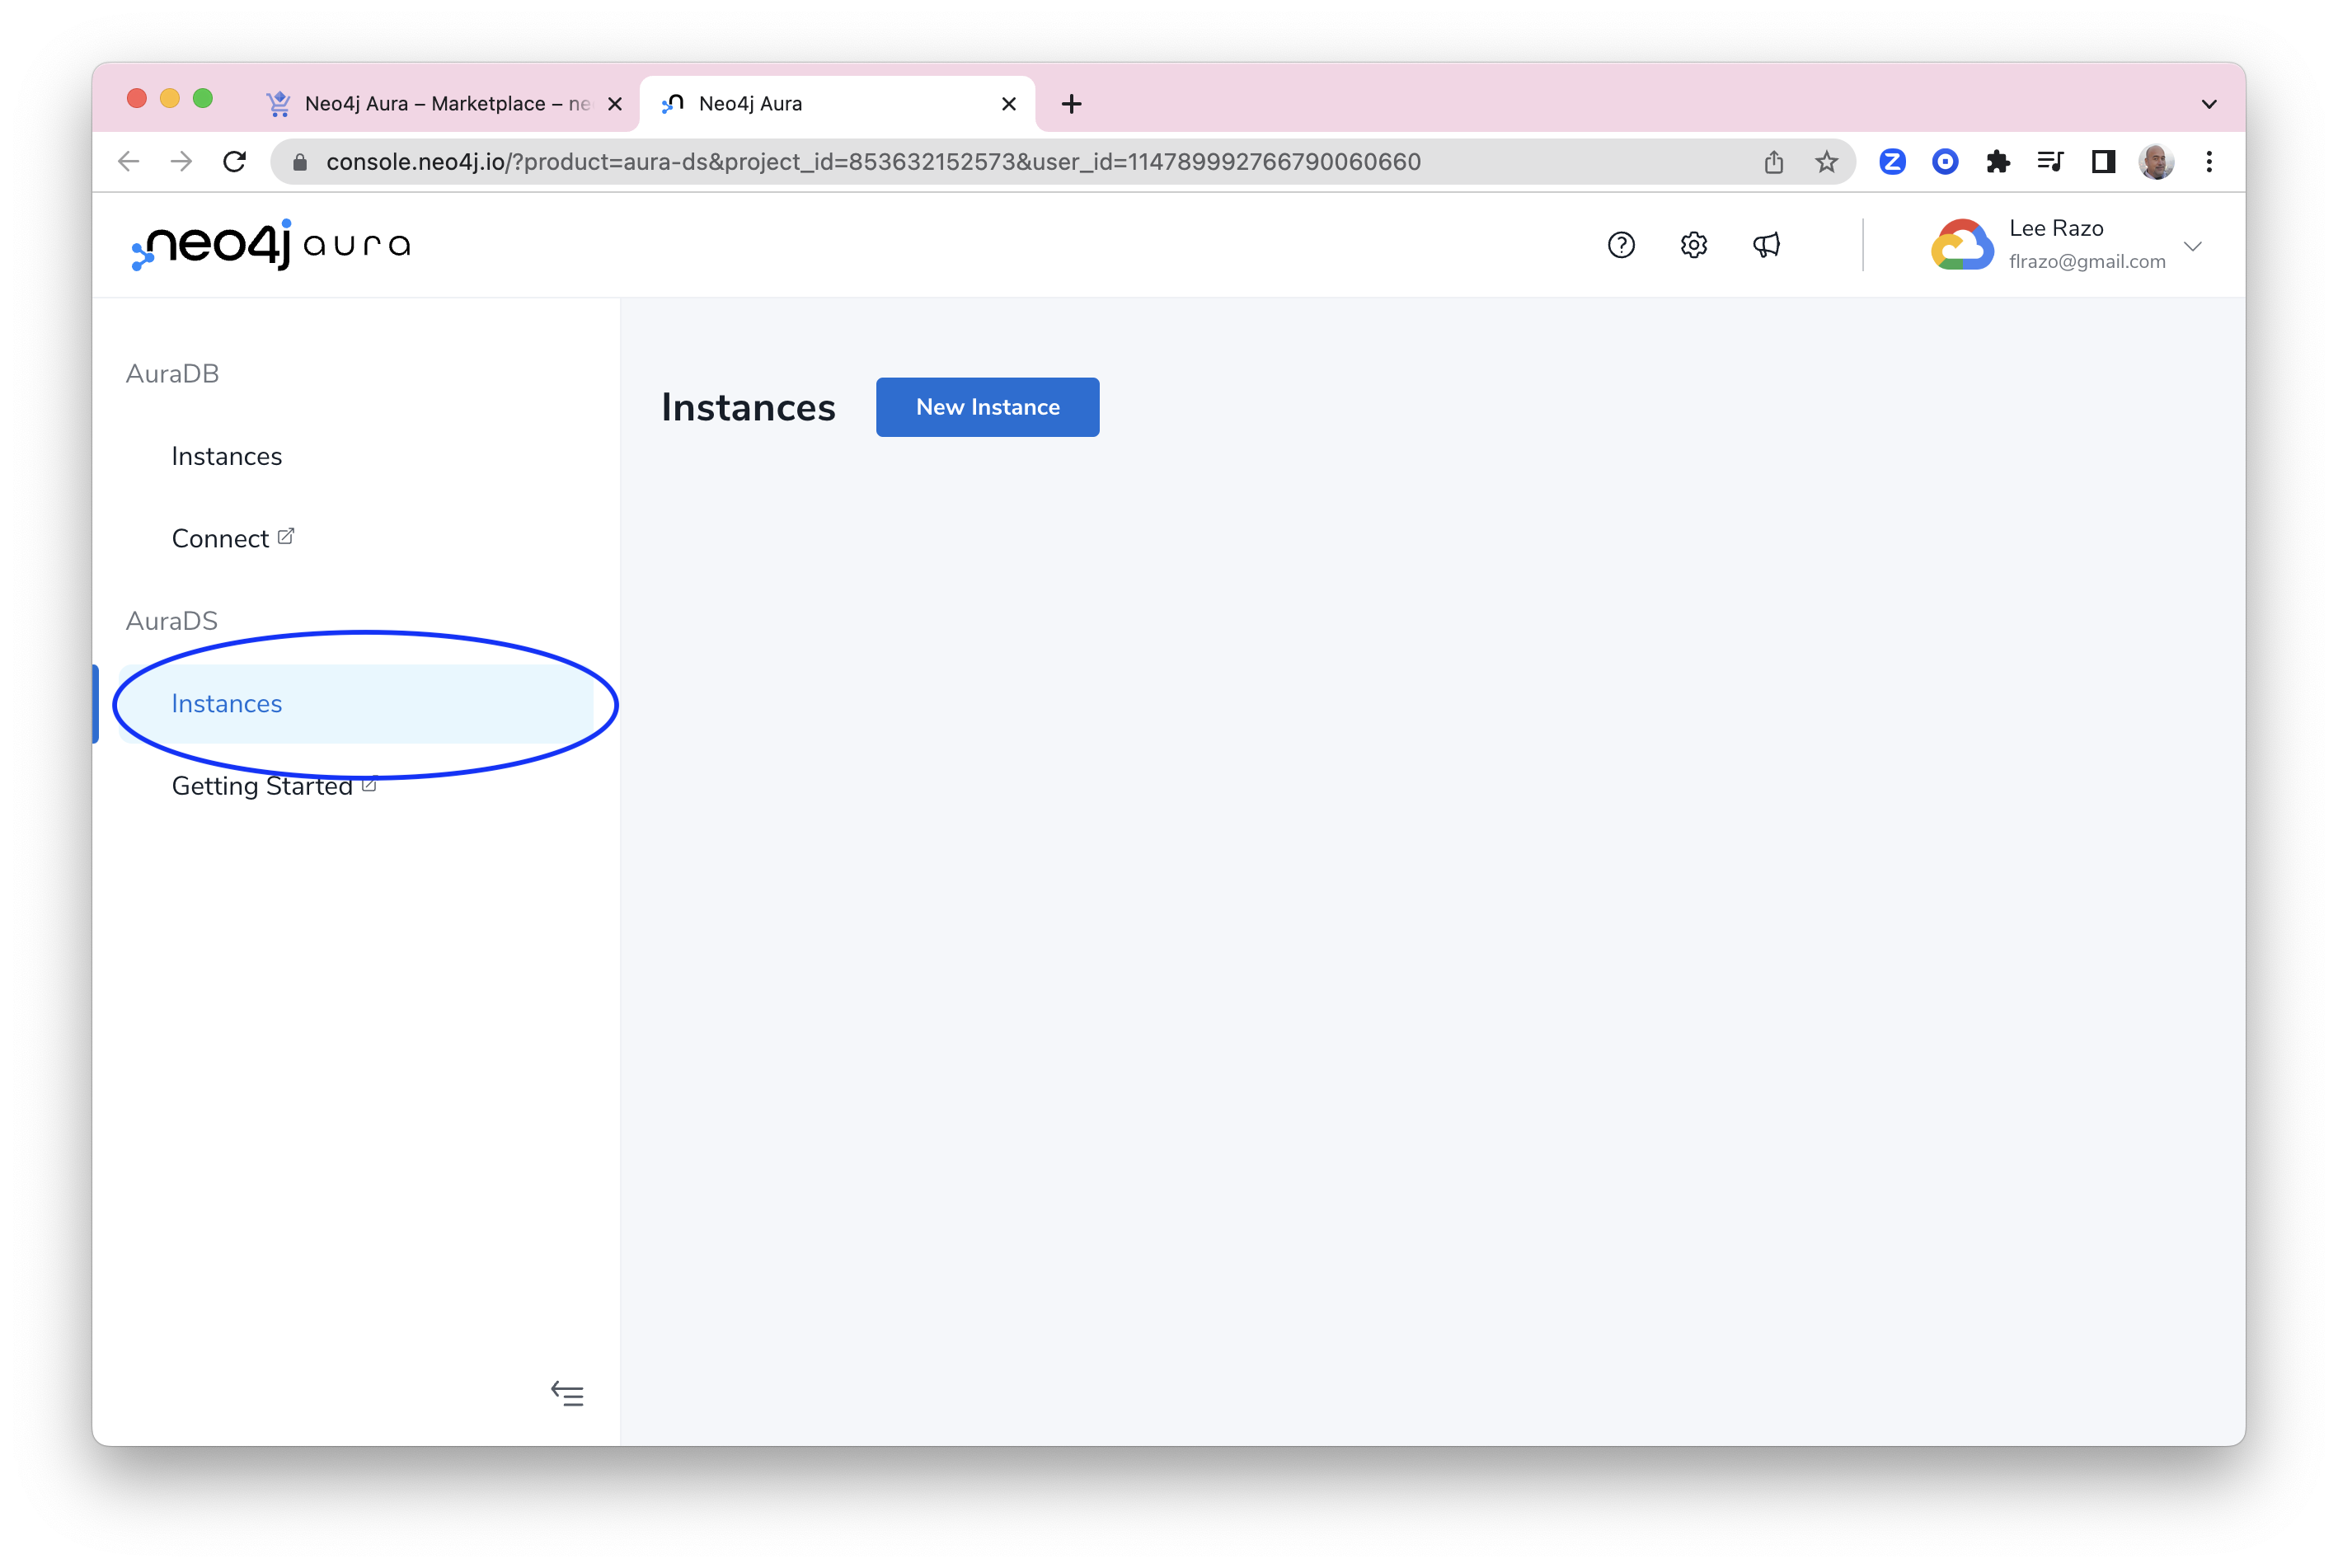 Neo4j Aura – Marketplace – ne
Neo4j Aura
console.neo4j.io/?product=aura-ds&project_id=853632152573&user_id=114789992766790060660
neo4j aura
Lee Razo
flrazo@gmail.com
AuraDB
Instances
Connect
AuraDS
Instances
Getting Started
Instances
New Instance